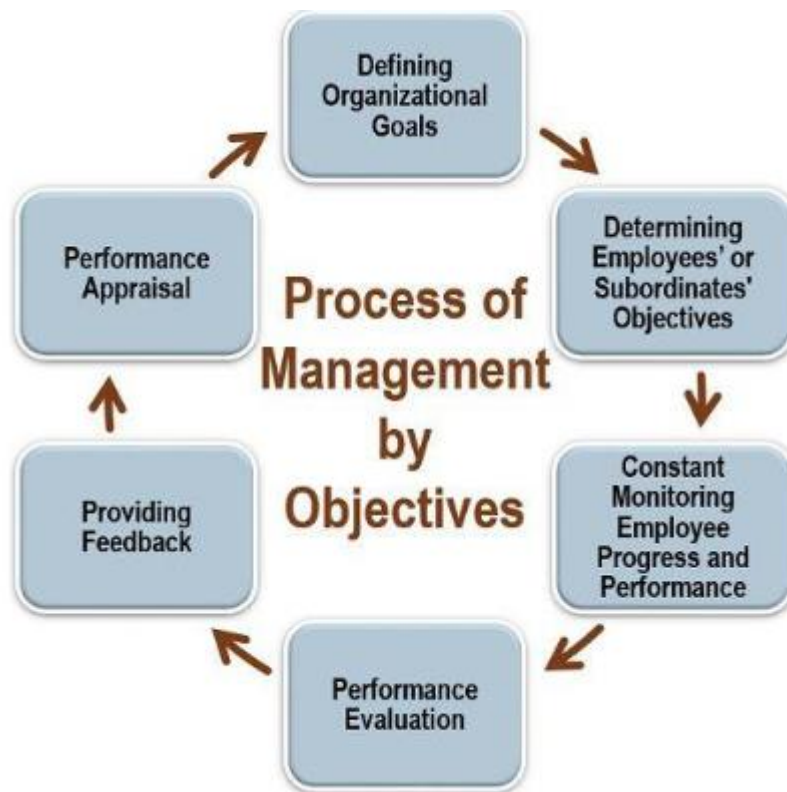 Defining
Organizational
Goals
Determining
Employees’ or
Subordinates'
Objectives
Constant
Monitoring
Employee
Progress and
Performance
Performance
Evaluation
Providing
Feedback
Performance
Appraisal
Process of
Management
by
Objectives